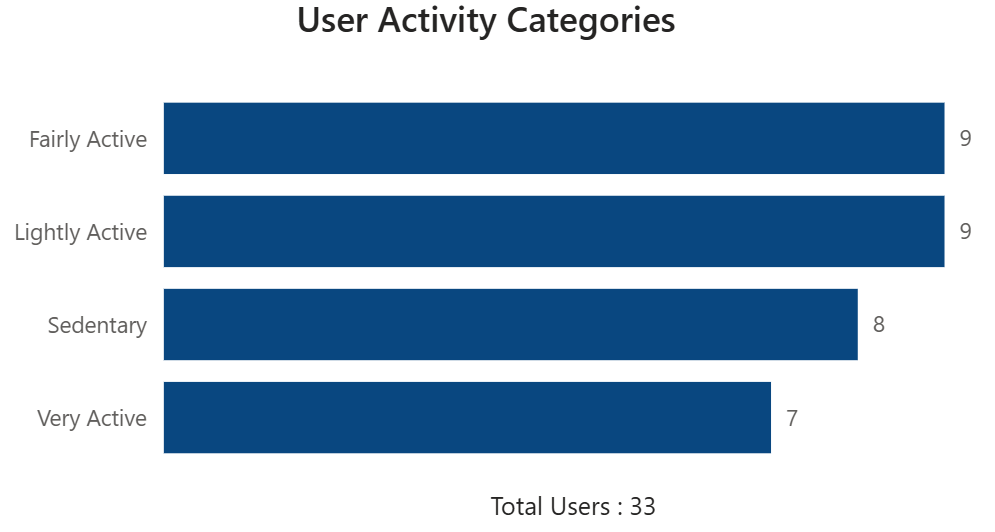 User Activity Categories
Fairly Active 9
Lightly Active 9
Sedentary 8
Very Active 7
Total Users : 33